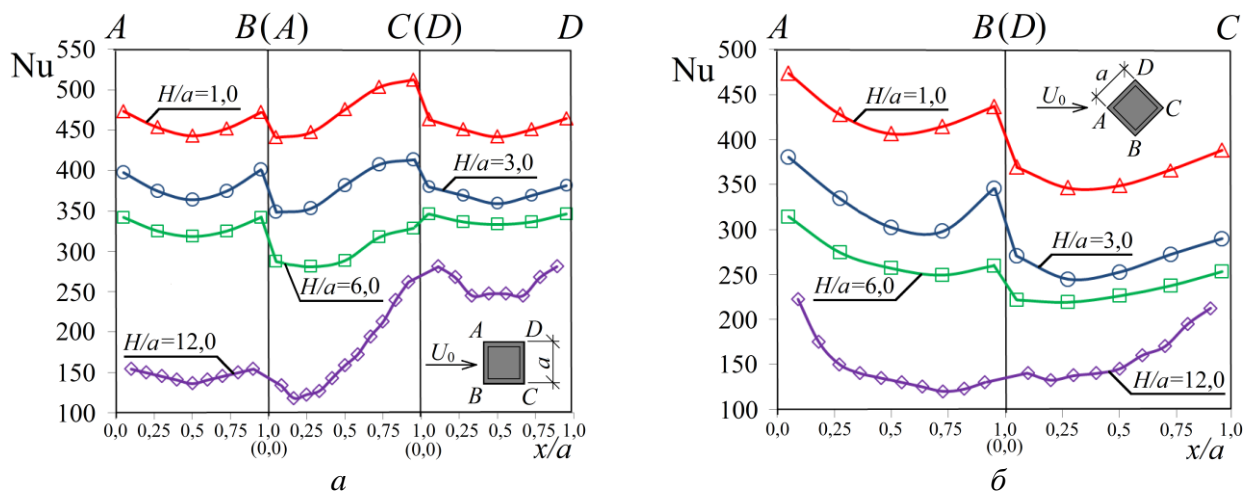 A B(A) C(D) D
Nu
550
500
450
400
350
300
250
200
150
100
H/a=1,0
H/a=3,0
H/a=6,0
H/a=12,0
U₀
A D
a
B C
0,0 0,25 0,5 0,75 1,0 0,25 0,5 0,75 1,0 0,25 0,5 0,75 1,0
(0,0) (0,0) x/a
а
A B(D) C
Nu
500
450
400
350
300
250
200
150
100
a D
U₀
A C
B
H/a=1,0
H/a=3,0
H/a=6,0
H/a=12,0
0,0 0,25 0,5 0,75 1,0 0,25 0,5 0,75 1,0
(0,0) x/a
б